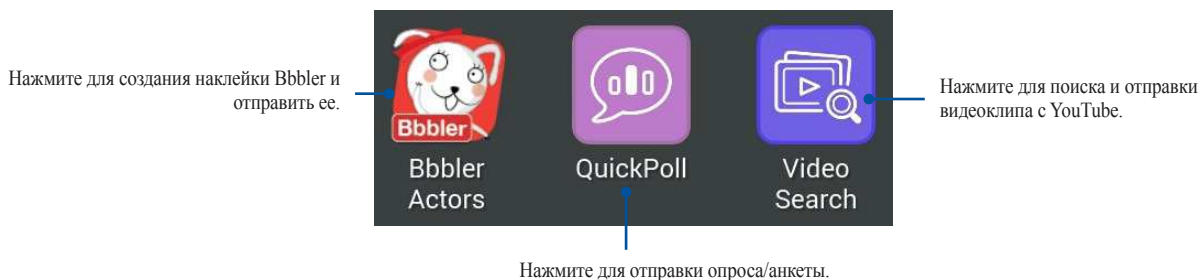 Нажмите для создания наклейки Bbbler и
отправить ее.
Bbbler
Bbbler
Actors
QuickPoll
Video
Search
Нажмите для поиска и отправки
видеоклипа с YouTube.
Нажмите для отправки опроса/анкеты.